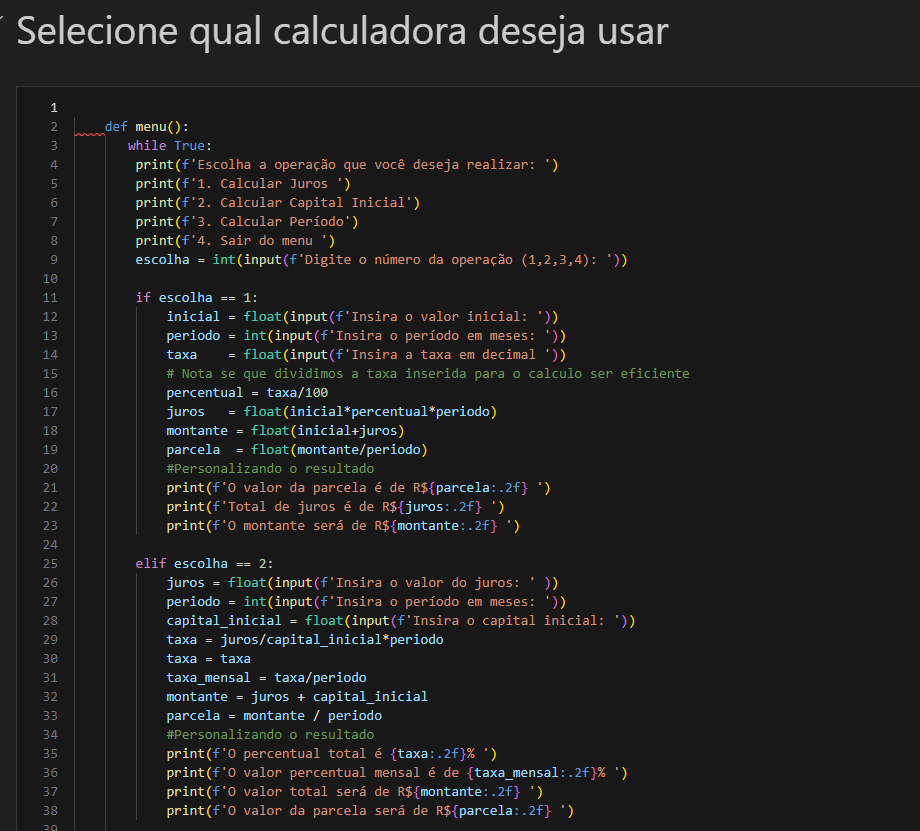 Selecione qual calculadora deseja usar
1
2 def menu():
3 while True:
4 print(f'Escolha a operação que você deseja realizar: ')
5 print(f'1. Calcular Juros ')
6 print(f'2. Calcular Capital Inicial')
7 print(f'3. Calcular Período')
8 print(f'4. Sair do menu ')
9 escolha = int(input(f'Digite o número da operação (1,2,3,4): '))
10
11 if escolha == 1:
12 inicial = float(input(f'Insira o valor inicial: '))
13 periodo = int(input(f'Insira o período em meses: '))
14 taxa    = float(input(f'Insira a taxa em decimal '))
15 # Nota se que dividimos a taxa inserida para o calculo ser eficiente
16 percentual = taxa/100
17 juros   = float(inicial*percentual*periodo)
18 montante = float(inicial+juros)
19 parcela  = float(montante/periodo)
20 #Personalizando o resultado
21 print(f'O valor da parcela é de R${parcela:.2f} ')
22 print(f'Total de juros é de R${juros:.2f} ')
23 print(f'O montante será de R${montante:.2f} ')
24
25 elif escolha == 2:
26 juros = float(input(f'Insira o valor do juros: ' ))
27 periodo = int(input(f'Insira o período em meses: '))
28 capital_inicial = float(input(f'Insira o capital inicial: '))
29 taxa = juros/capital_inicial*periodo
30 taxa = taxa
31 taxa_mensal = taxa/periodo
32 montante = juros + capital_inicial
33 parcela = montante / periodo
34 #Personalizando o resultado
35 print(f'O percentual total é {taxa:.2f}% ')
36 print(f'O valor percentual mensal é de {taxa_mensal:.2f}% ')
37 print(f'O valor total será de R${montante:.2f} ')
38 print(f'O valor da parcela será de R${parcela:.2f} ')
39